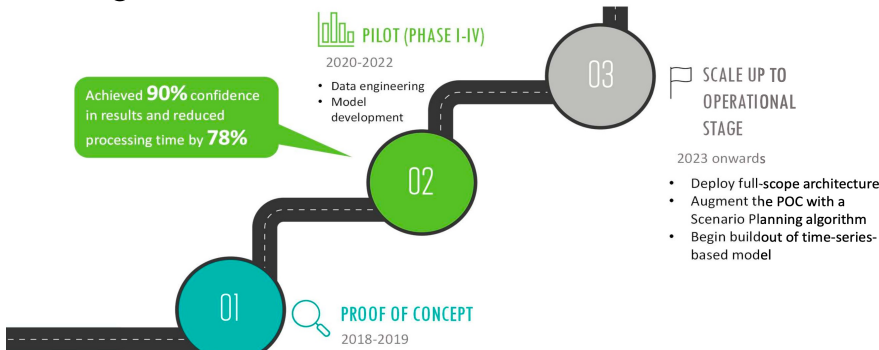 PILOT (PHASE I-IV)
2020-2022
• Data engineering
• Model
development
Achieved 90% confidence
in results and reduced
processing time by 78%
03
SCALE UP TO
OPERATIONAL
STAGE
2023 onwards
• Deploy full-scope architecture
• Augment the POC with a
Scenario Planning algorithm
• Begin buildout of time-series-
based model
02
01
PROOF OF CONCEPT
2018-2019